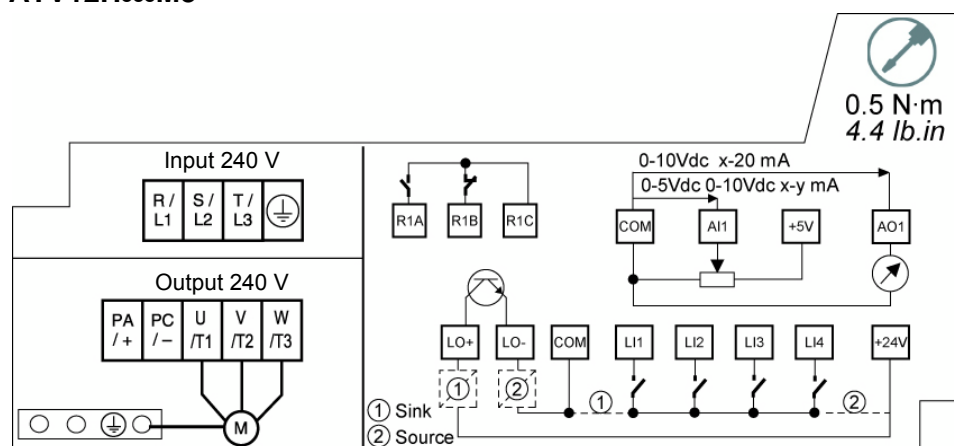 0.5 N·m
4.4 lb.in
Input 240 V
R / L1
S / L2
T / L3
Output 240 V
PA / +
PC / –
U /T1
V /T2
W /T3
M
R1A
R1B
R1C
0-10Vdc x-20 mA
0-5Vdc 0-10Vdc x-y mA
COM
AI1
+5V
AO1
LO+
LO-
COM
LI1
LI2
LI3
LI4
+24V
1
2
1
2
1 Sink
2 Source